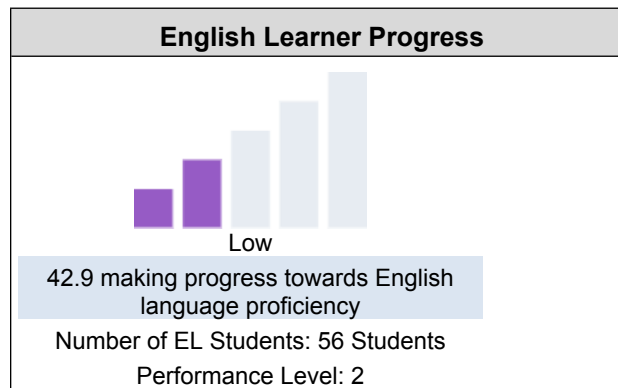 English Learner Progress
Low
42.9 making progress towards English
language proficiency
Number of EL Students: 56 Students
Performance Level: 2